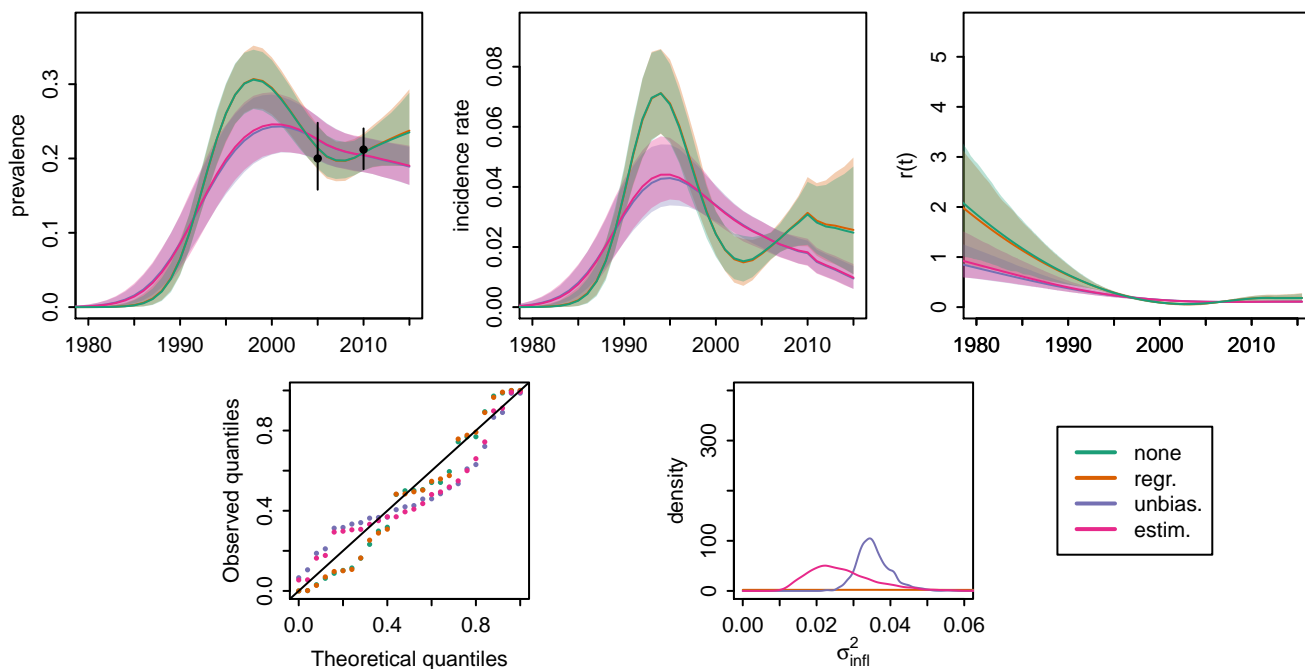 prevalence
0.0 0.1 0.2 0.3
1980 1990 2000 2010
incidence rate
0.00 0.02 0.04 0.06 0.08
1980 1990 2000 2010
r(t)
0 1 2 3 4 5
1980 1990 2000 2010
Observed quantiles
0.0 0.4 0.8
0.0 0.4 0.8
Theoretical quantiles
density
0 100 300
0.00 0.02 0.04 0.06
σ²infl
none
regr.
unbias.
estim.